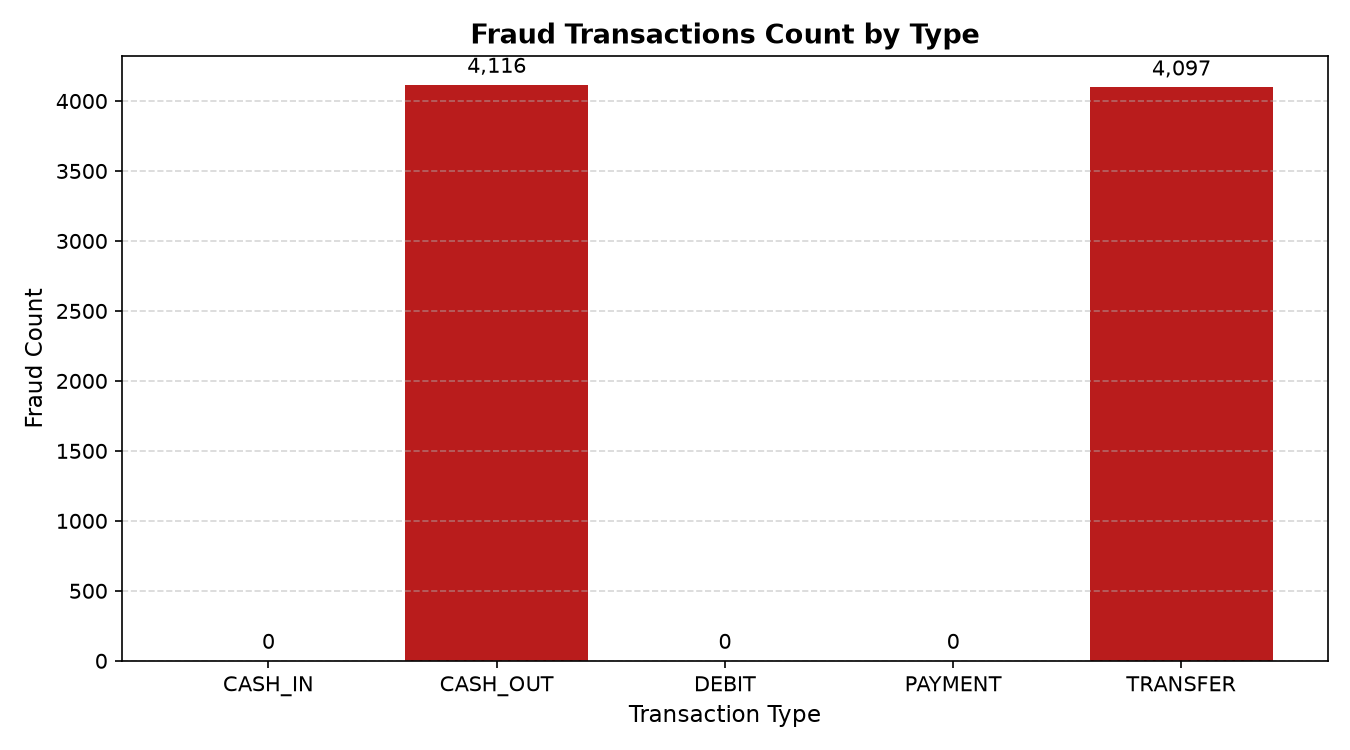 Fraud Transactions Count by Type
4,116
4,097
4000
3500
3000
2500
2000
1500
1000
500
0
0
0
0
Fraud Count
CASH_IN
CASH_OUT
DEBIT
PAYMENT
TRANSFER
Transaction Type